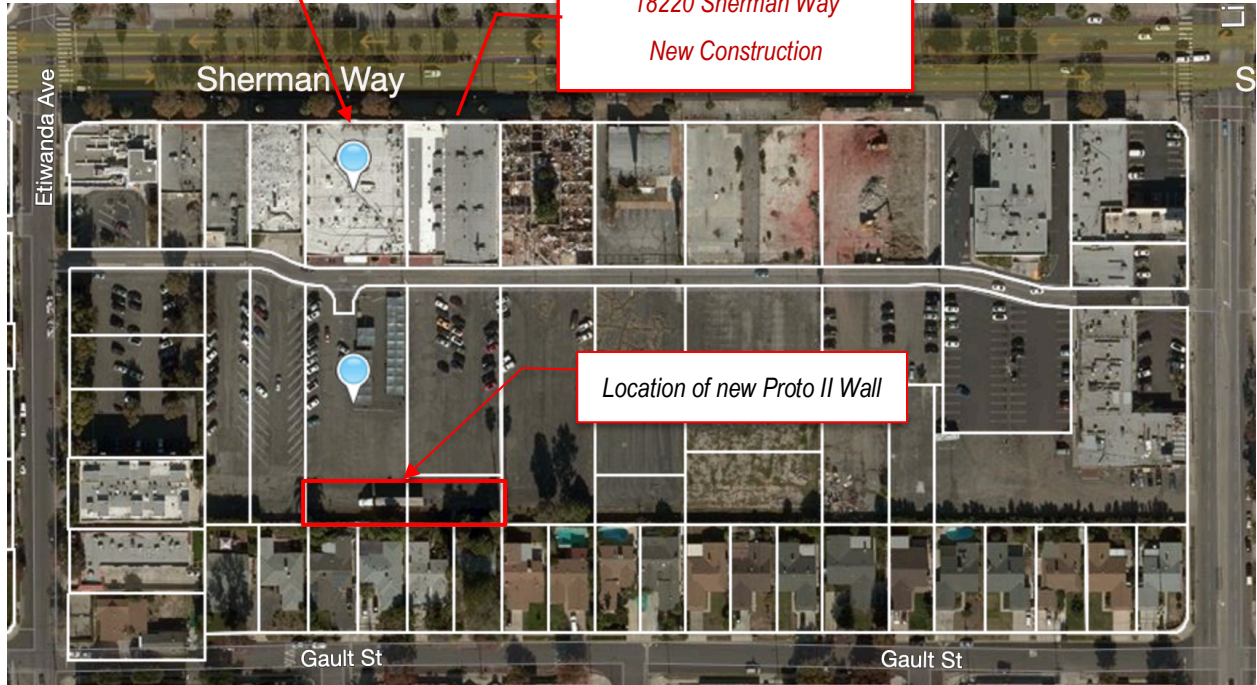 18220 Sherman Way
New Construction
Li
Sherman Way
S
Etiwanda Ave
Location of new Proto II Wall
Gault St
Gault St